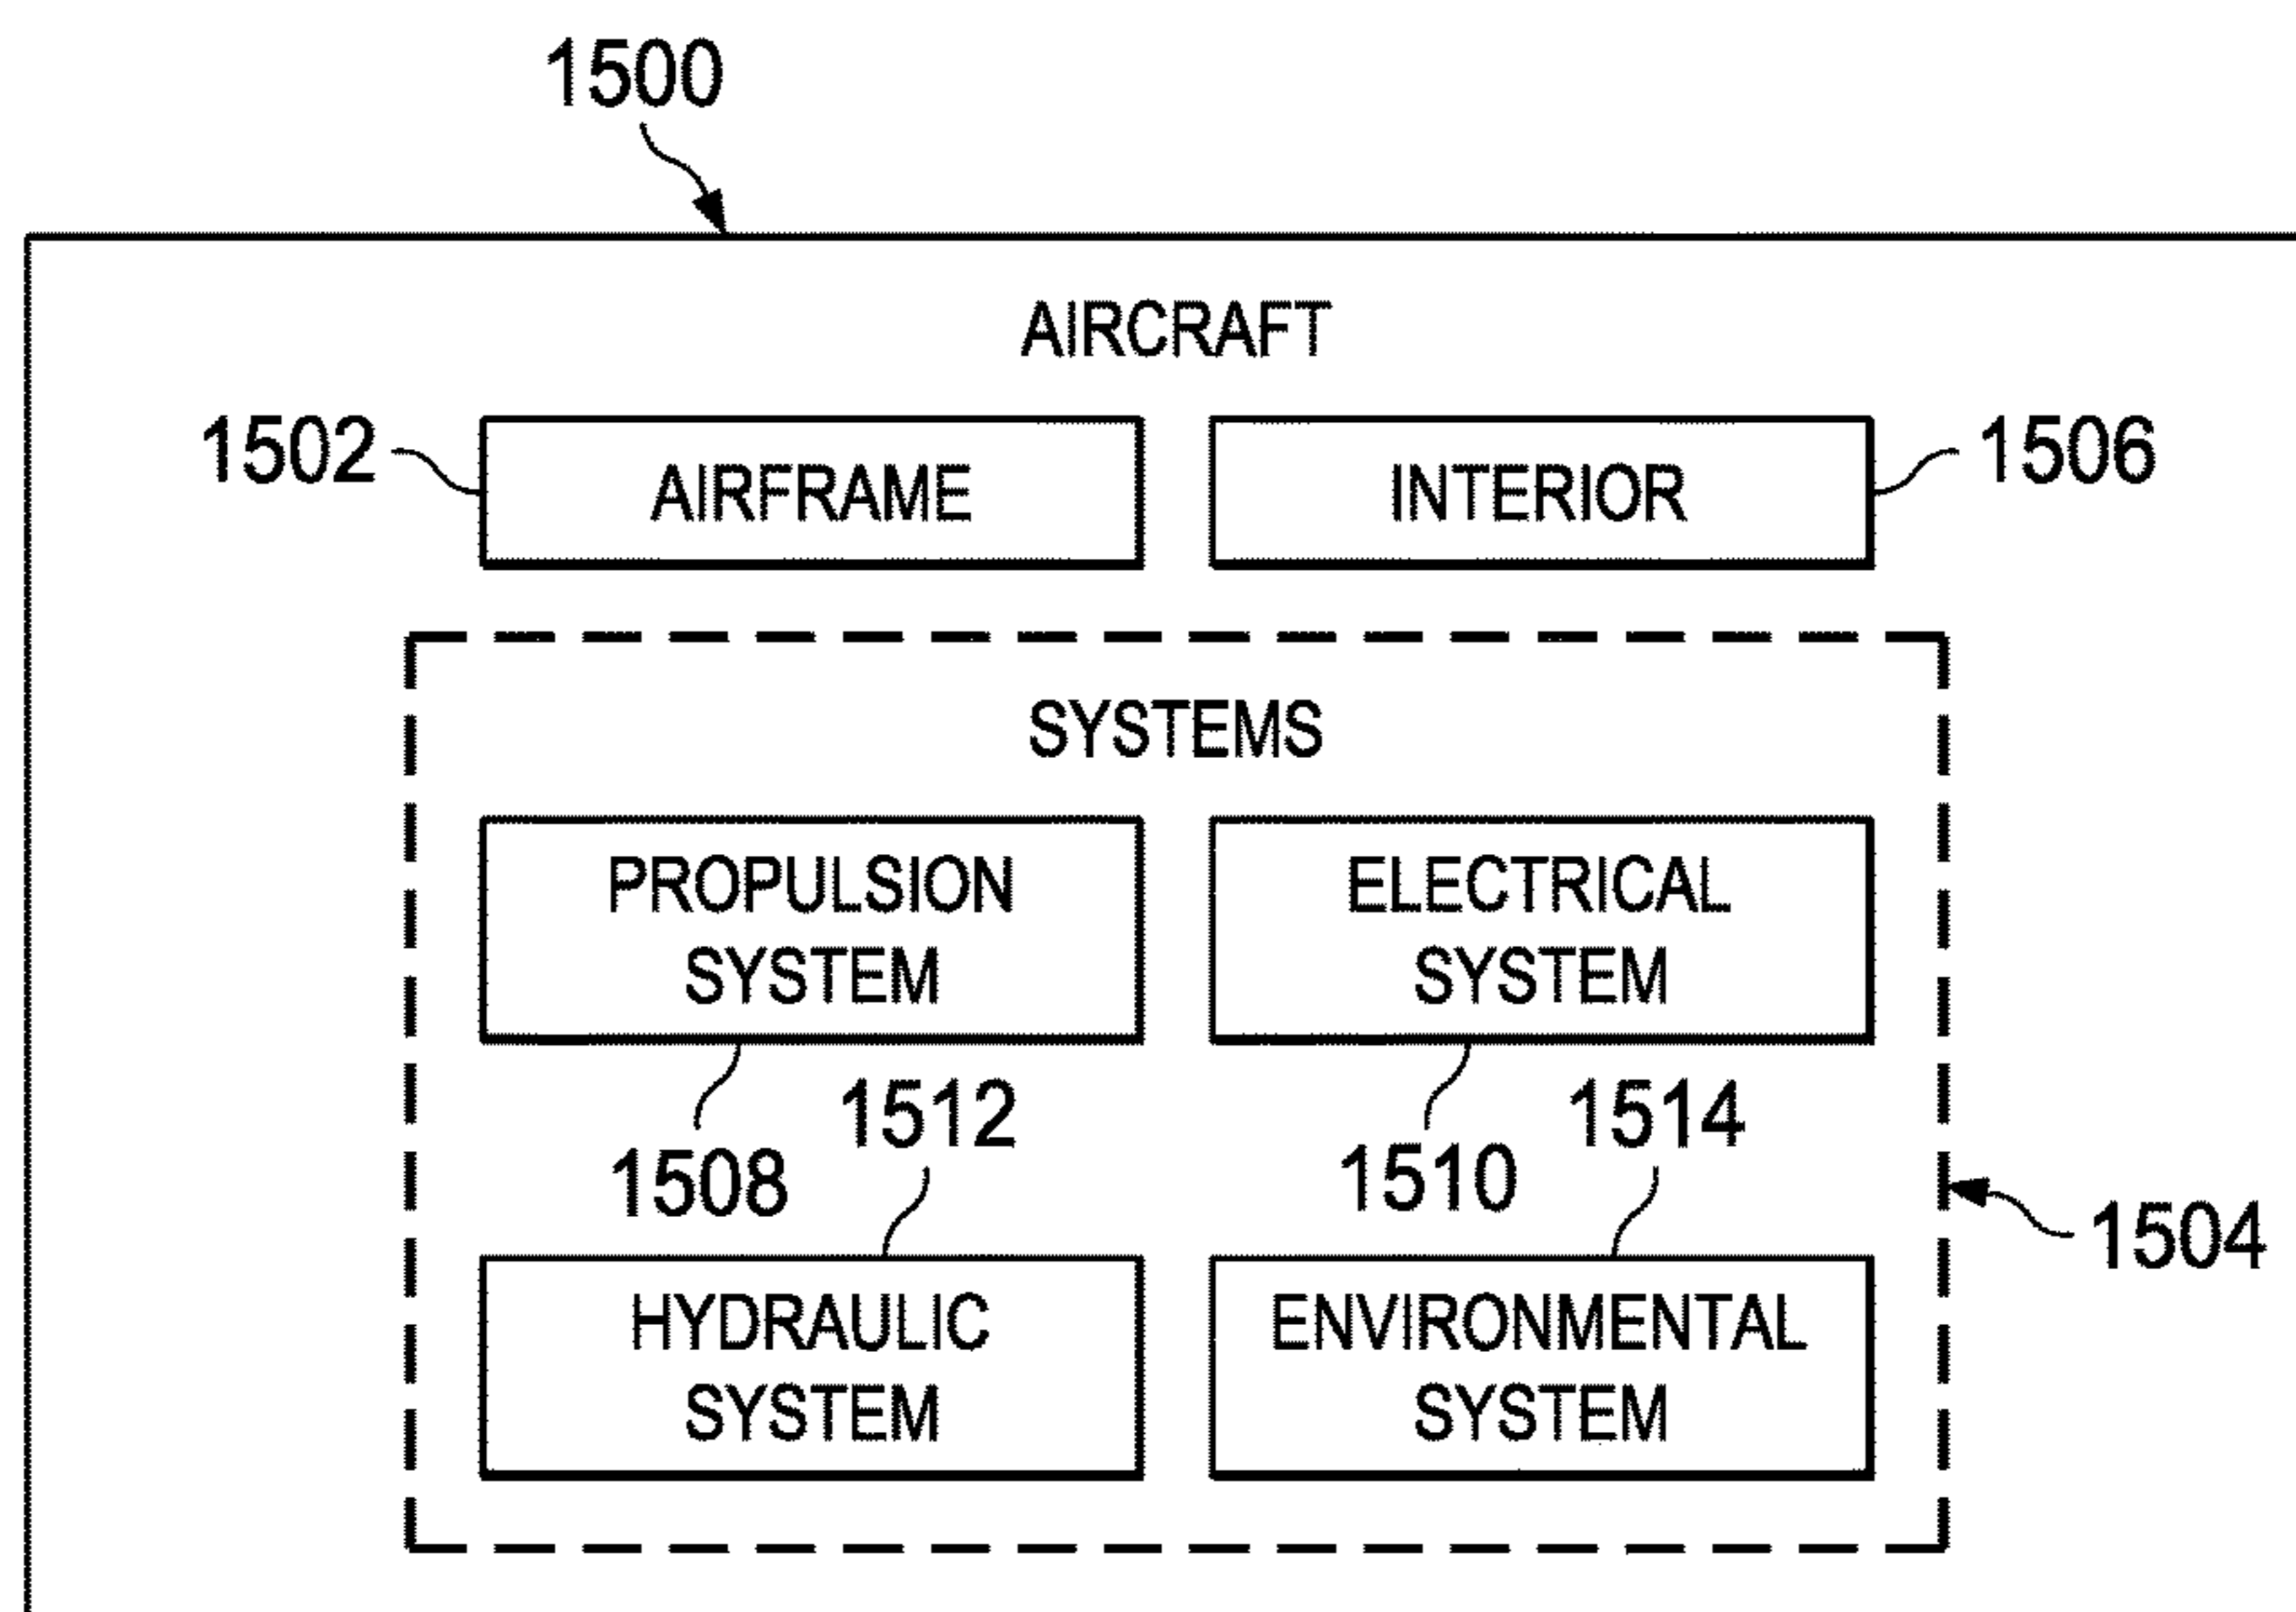 1500
AIRCRAFT
1502
AIRFRAME
INTERIOR
1506
SYSTEMS
PROPULSION
SYSTEM
ELECTRICAL
SYSTEM
1508
1512
1510
1514
1504
HYDRAULIC
SYSTEM
ENVIRONMENTAL
SYSTEM